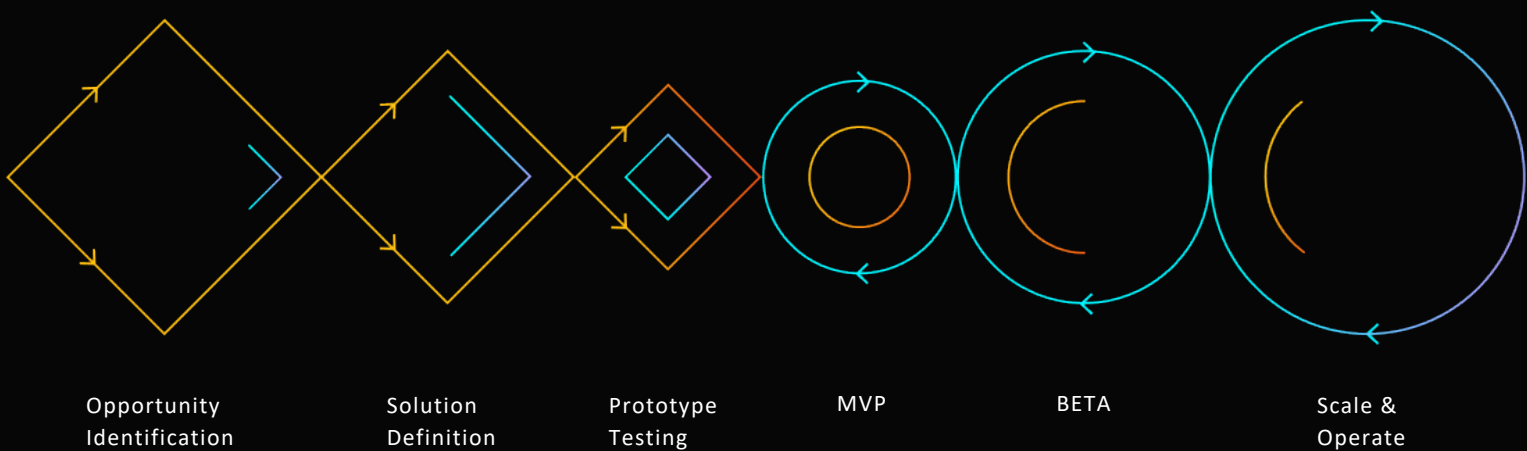 Opportunity
Identification
Solution
Definition
Prototype
Testing
MVP
BETA
Scale &
Operate